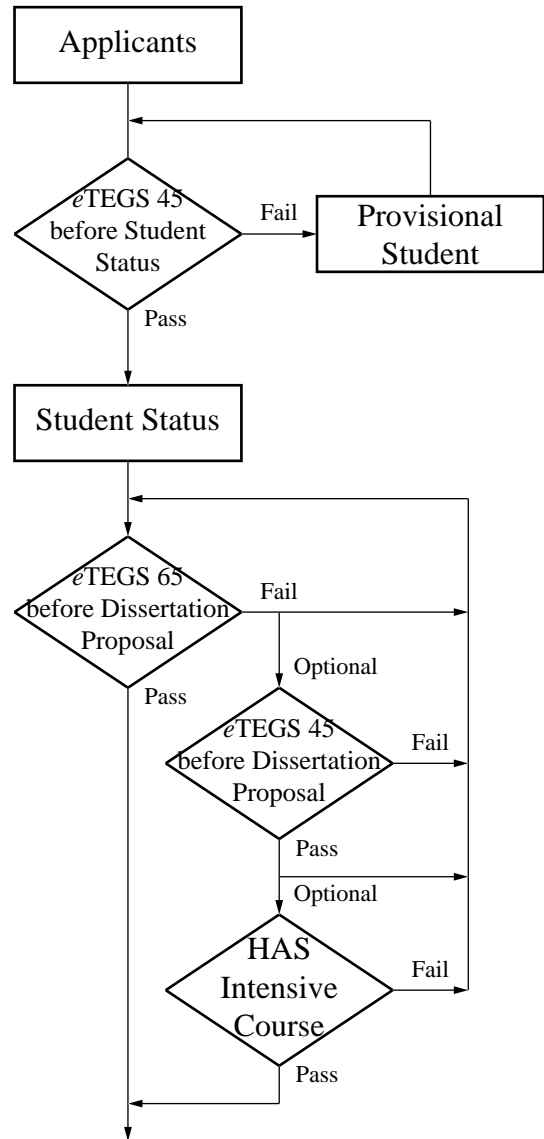 Applicants
eTEGS 45
before Student
Status
Fail
Provisional
Student
Pass
Student Status
eTEGS 65
before Dissertation
Proposal
Fail
Pass
Optional
eTEGS 45
before Dissertation
Proposal
Fail
Pass
Optional
HAS
Intensive
Course
Fail
Pass